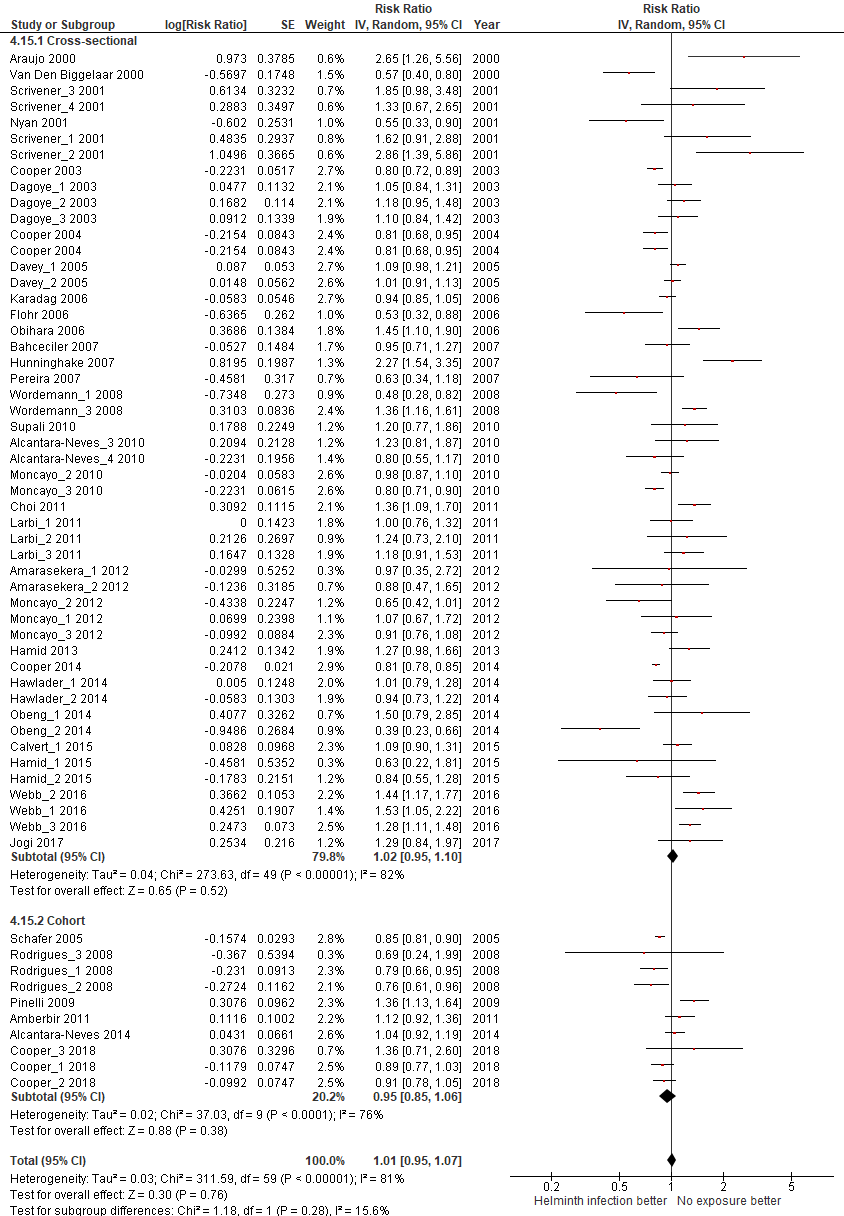 Risk Ratio Risk Ratio
Study or Subgroup log[Risk Ratio] SE Weight IV, Random, 95% CI Year IV, Random, 95% CI
4.15.1 Cross-sectional
Araujo 2000 0.973 0.3785 0.6% 2.65 [1.26, 5.56] 2000
Van Den Biggelaar 2000 -0.5697 0.1748 1.5% 0.57 [0.40, 0.80] 2000
Scrivener_3 2001 0.6134 0.3232 0.7% 1.85 [0.98, 3.48] 2001
Scrivener_4 2001 0.2883 0.3497 0.6% 1.33 [0.67, 2.65] 2001
Nyan 2001 -0.602 0.2531 1.0% 0.55 [0.33, 0.90] 2001
Scrivener_1 2001 0.4835 0.2937 0.8% 1.62 [0.91, 2.88] 2001
Scrivener_2 2001 1.0496 0.3665 0.6% 2.86 [1.39, 5.86] 2001
Cooper 2003 -0.2231 0.0517 2.7% 0.80 [0.72, 0.89] 2003
Dagoye_1 2003 0.0477 0.1132 2.1% 1.05 [0.84, 1.31] 2003
Dagoye_2 2003 0.1682 0.114 2.1% 1.18 [0.95, 1.48] 2003
Dagoye_3 2003 0.0912 0.1339 1.9% 1.10 [0.84, 1.42] 2003
Cooper 2004 -0.2154 0.0843 2.4% 0.81 [0.68, 0.95] 2004
Cooper 2004 -0.2154 0.0843 2.4% 0.81 [0.68, 0.95] 2004
Davey_1 2005 0.087 0.053 2.7% 1.09 [0.98, 1.21] 2005
Davey_2 2005 0.0148 0.0562 2.6% 1.01 [0.91, 1.13] 2005
Karadag 2006 -0.0583 0.0546 2.6% 0.94 [0.85, 1.05] 2006
Flohr 2006 -0.6365 0.262 0.9% 0.53 [0.32, 0.88] 2006
Obihara 2006 0.3686 0.1384 1.8% 1.45 [1.10, 1.90] 2006
Bahceciler 2007 -0.0527 0.1484 1.7% 0.95 [0.71, 1.27] 2007
Hunninghake 2007 0.8195 0.1987 1.3% 2.27 [1.54, 3.35] 2007
Pereira 2007 -0.4581 0.317 0.7% 0.63 [0.34, 1.18] 2007
Wordemann_1 2008 -0.7348 0.273 0.9% 0.48 [0.28, 0.82] 2008
Wordemann_3 2008 0.3103 0.0836 2.4% 1.36 [1.16, 1.61] 2008
Supali 2010 0.1788 0.2249 1.2% 1.20 [0.77, 1.86] 2010
Alcantara-Neves_3 2010 0.2094 0.2128 1.2% 1.23 [0.81, 1.87] 2010
Alcantara-Neves_4 2010 -0.2231 0.1956 1.4% 0.80 [0.55, 1.17] 2010
Moncayo_2 2010 -0.0204 0.0583 2.6% 0.98 [0.87, 1.10] 2010
Moncayo_3 2010 -0.2231 0.0615 2.6% 0.80 [0.71, 0.90] 2010
Choi 2011 0.3092 0.1115 2.1% 1.36 [1.09, 1.70] 2011
Larbi_1 2011 0 0.1423 1.8% 1.00 [0.76, 1.32] 2011
Larbi_2 2011 0.2126 0.2697 0.9% 1.24 [0.73, 2.10] 2011
Larbi_3 2011 0.1647 0.1328 1.9% 1.18 [0.91, 1.53] 2011
Amarasekera_1 2012 -0.0299 0.5252 0.3% 0.97 [0.35, 2.72] 2012
Amarasekera_2 2012 -0.1236 0.3185 0.7% 0.88 [0.47, 1.65] 2012
Moncayo_2 2012 -0.4338 0.2247 1.2% 0.65 [0.42, 1.01] 2012
Moncayo_1 2012 0.0699 0.2398 1.1% 1.07 [0.67, 1.72] 2012
Moncayo_3 2012 -0.0992 0.0884 2.3% 0.91 [0.76, 1.08] 2012
Hamid 2013 0.2412 0.1342 1.9% 1.27 [0.98, 1.66] 2013
Cooper 2014 -0.2078 0.021 2.9% 0.81 [0.78, 0.85] 2014
Hawlader_1 2014 0.005 0.1248 2.0% 1.01 [0.79, 1.28] 2014
Hawlader_2 2014 -0.0583 0.1303 1.9% 0.94 [0.73, 1.22] 2014
Obeng_1 2014 0.4077 0.3262 0.7% 1.50 [0.79, 2.85] 2014
Obeng_2 2014 -0.9486 0.2684 0.9% 0.39 [0.23, 0.66] 2014
Calvert_1 2015 0.0828 0.0968 2.3% 1.09 [0.90, 1.31] 2015
Hamid_1 2015 -0.4581 0.5352 0.3% 0.63 [0.22, 1.81] 2015
Hamid_2 2015 -0.1783 0.2151 1.2% 0.84 [0.55, 1.28] 2015
Webb_2 2016 0.3662 0.1053 2.2% 1.44 [1.17, 1.77] 2016
Webb_1 2016 0.4251 0.1907 1.4% 1.53 [1.05, 2.22] 2016
Webb_3 2016 0.2473 0.073 2.5% 1.28 [1.11, 1.48] 2016
Jogi 2017 0.2534 0.216 1.2% 1.29 [0.84, 1.97] 2017
Subtotal (95% CI) 79.8% 1.02 [0.95, 1.10]
Heterogeneity: Tau² = 0.04; Chi² = 273.63, df = 49 (P < 0.00001); I² = 82%
Test for overall effect: Z = 0.65 (P = 0.52)
4.15.2 Cohort
Schafer 2005 -0.1574 0.0293 2.8% 0.85 [0.81, 0.90] 2005
Rodrigues_3 2008 -0.367 0.5394 0.3% 0.69 [0.24, 1.99] 2008
Rodrigues_1 2008 -0.231 0.0913 2.3% 0.79 [0.66, 0.95] 2008
Rodrigues_2 2008 -0.2724 0.1162 2.1% 0.76 [0.61, 0.96] 2008
Pinelli 2009 0.3076 0.0962 2.3% 1.36 [1.13, 1.64] 2009
Amberbir 2011 0.1116 0.1002 2.2% 1.12 [0.92, 1.36] 2011
Alcantara-Neves 2014 0.0431 0.0661 2.6% 1.04 [0.92, 1.19] 2014
Cooper_3 2018 0.3076 0.3296 0.7% 1.36 [0.71, 2.60] 2018
Cooper_1 2018 -0.1179 0.0747 2.5% 0.89 [0.77, 1.03] 2018
Cooper_2 2018 -0.0992 0.0747 2.5% 0.91 [0.78, 1.05] 2018
Subtotal (95% CI) 20.2% 0.95 [0.85, 1.06]
Heterogeneity: Tau² = 0.02; Chi² = 37.03, df = 9 (P < 0.0001); I² = 76%
Test for overall effect: Z = 0.88 (P = 0.38)
Total (95% CI) 100.0% 1.01 [0.95, 1.07]
Heterogeneity: Tau² = 0.03; Chi² = 311.59, df = 59 (P < 0.00001); I² = 81%
Test for overall effect: Z = 0.30 (P = 0.76)
Test for subgroup differences: Chi² = 1.18, df = 1 (P = 0.28), I² = 15.6%
0.2 0.5 1 2 5
Helminth infection better No exposure better